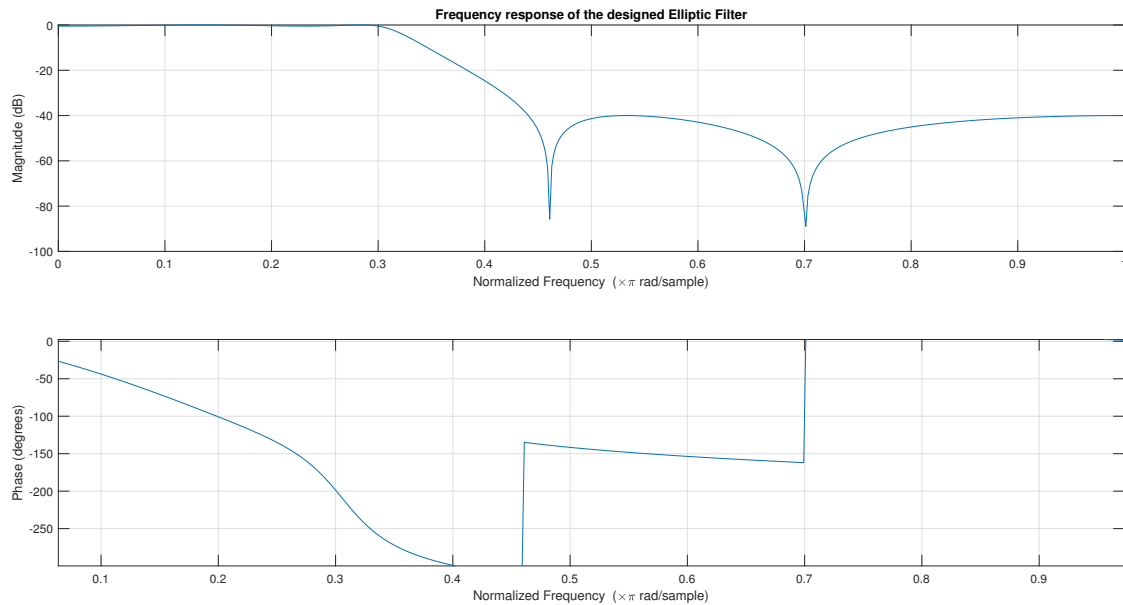 Frequency response of the designed Elliptic Filter
Magnitude (dB)
0
-20
-40
-60
-80
-100
0 0.1 0.2 0.3 0.4 0.5 0.6 0.7 0.8 0.9
Normalized Frequency (×π rad/sample)
Phase (degrees)
0
-50
-100
-150
-200
-250
0.1 0.2 0.3 0.4 0.5 0.6 0.7 0.8 0.9
Normalized Frequency (×π rad/sample)